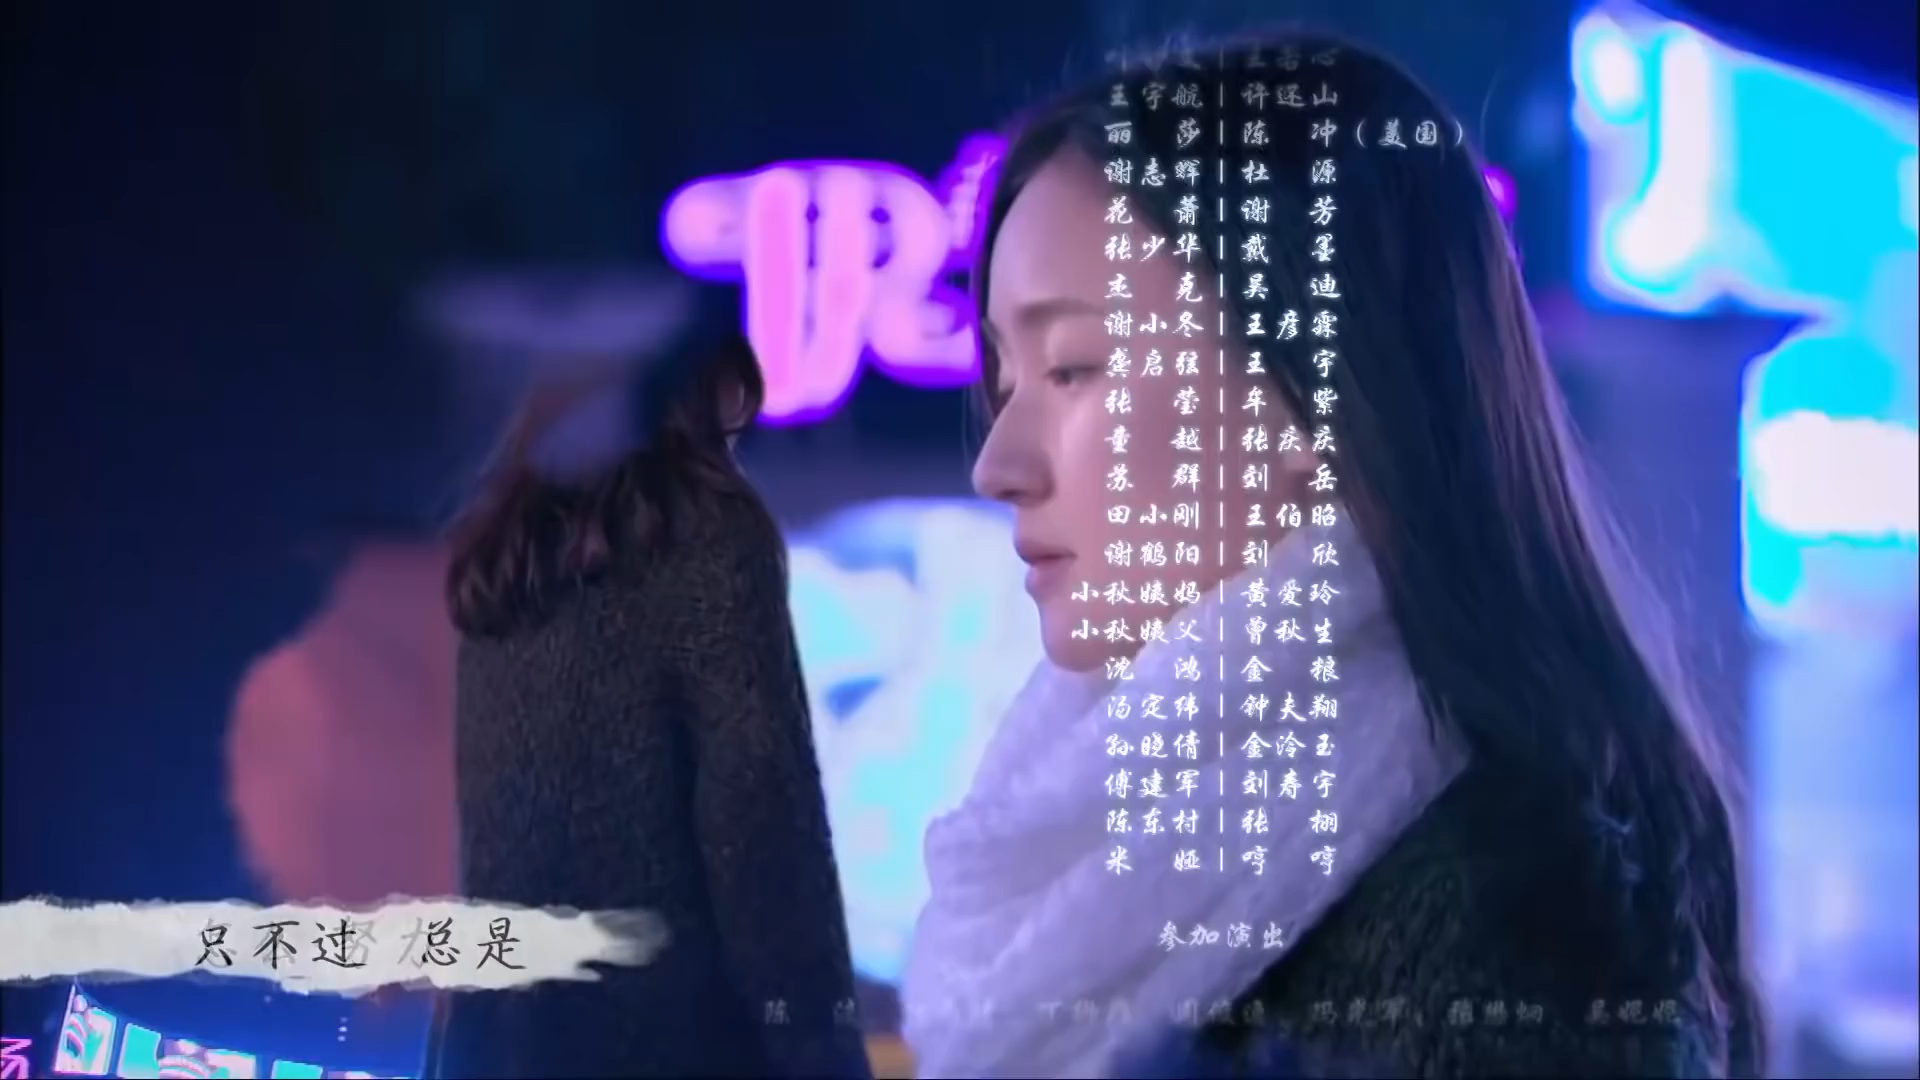 王宇航 | 许还山
丽莎 | 陈冲（美国）
谢志晖 | 杜源
花萧 | 谢芳
张少华 | 戴墨
杰克 | 吴迪
谢小冬 | 王彦霖
龚启弦 | 王宇
张莹 | 牟紫
童越 | 张庆庆
苏群 | 刘岳
田小刚 | 王伯昭
谢鹤阳 | 刘欣
小秋姨妈 | 黄爱玲
小秋姨父 | 曾秋生
沈鸿 | 金粮
汤定纬 | 钟夫翔
孙晓倩 | 金泠玉
傅建军 | 刘寿宇
陈东村 | 张栩
米娅 | 哼哼
参加演出
只不过 总是